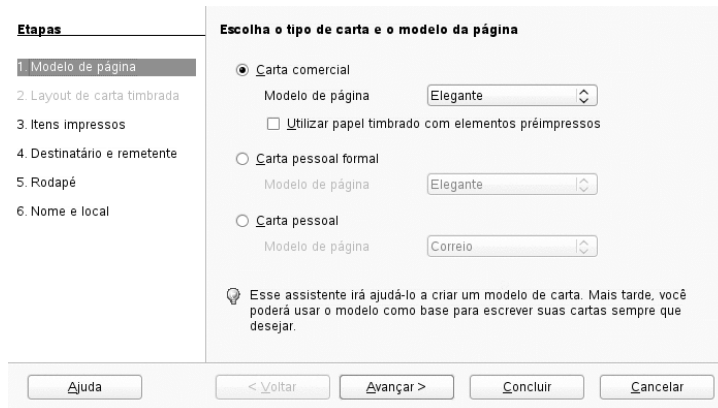 Etapas
1. Modelo de página
2. Layout de carta timbrada
3. Itens impressos
4. Destinatário e remetente
5. Rodapé
6. Nome e local
Escolha o tipo de carta e o modelo da página
Carta comercial
Modelo de página Elegante
Utilizar papel timbrado com elementos préimpressos
Carta pessoal formal
Modelo de página Elegante
Carta pessoal
Modelo de página Correio
Esse assistente irá ajudá-lo a criar um modelo de carta. Mais tarde, você
poderá usar o modelo como base para escrever suas cartas sempre que
desejar.
Ajuda < Voltar Avançar > Concluir Cancelar